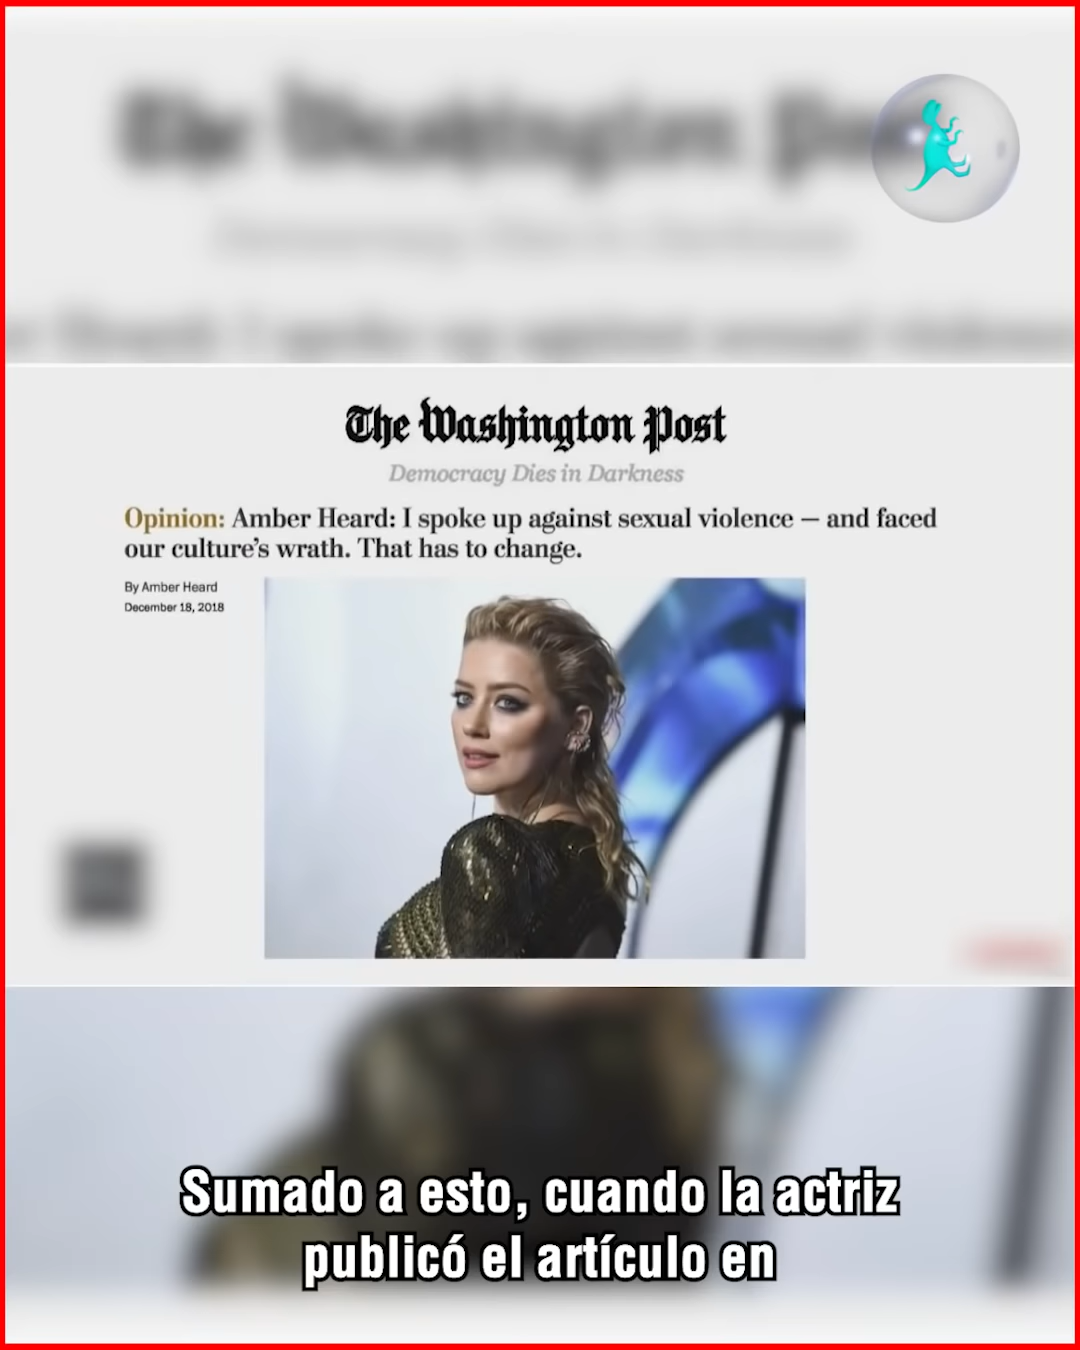 The Washington Post
Democracy Dies in Darkness
Opinion: Amber Heard: I spoke up against sexual violence — and faced
our culture’s wrath. That has to change.
By Amber Heard
December 18, 2018
Sumado a esto, cuando la actriz
publicó el artículo en